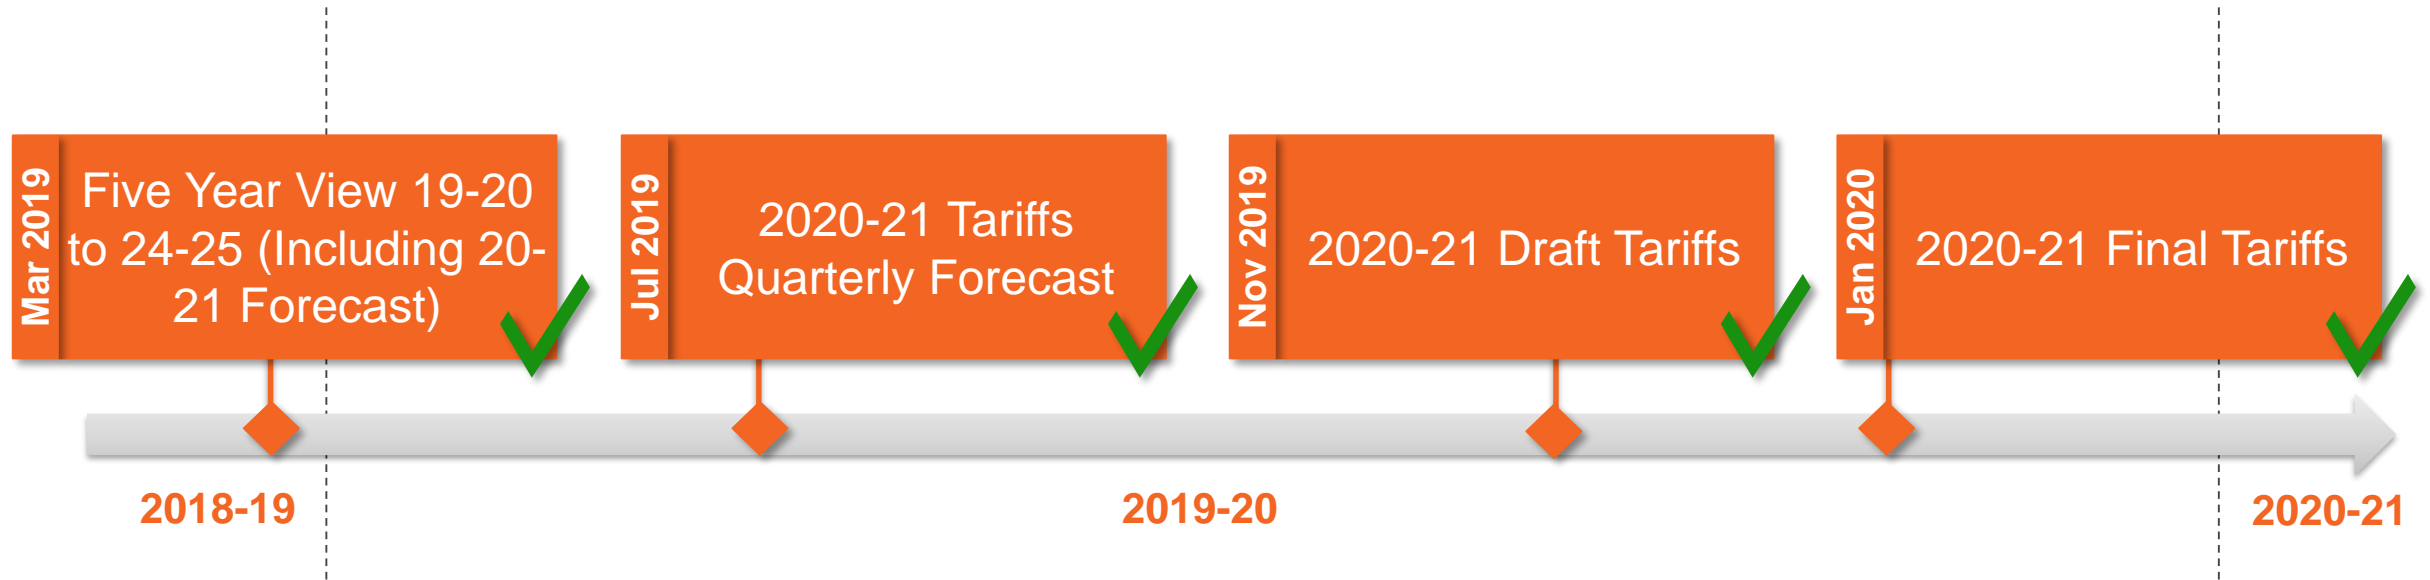 Mar 2019
Five Year View 19-20
to 24-25 (Including 20-
21 Forecast)
Jul 2019
2020-21 Tariffs
Quarterly Forecast
Nov 2019
2020-21 Draft Tariffs
Jan 2020
2020-21 Final Tariffs
2018-19
2019-20
2020-21